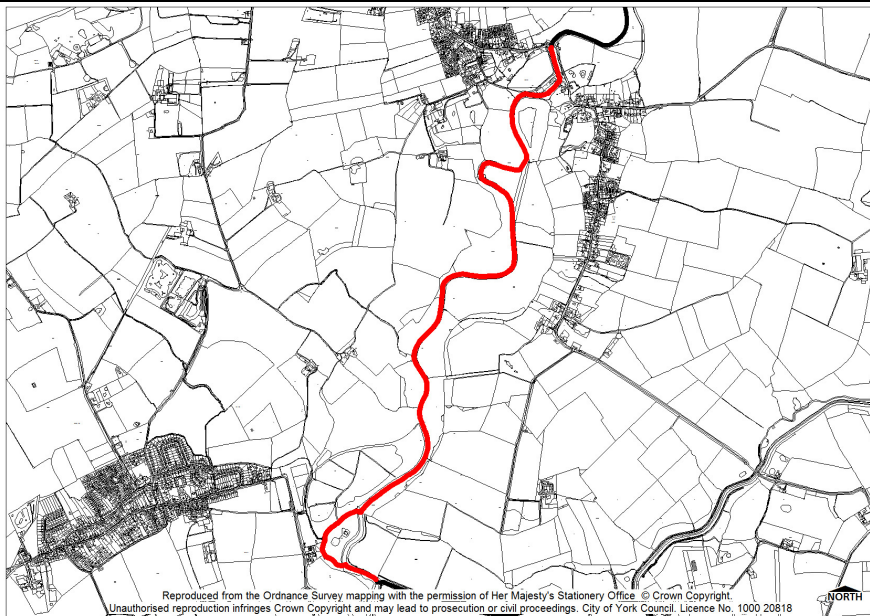 Reproduced from the Ordnance Survey mapping with the permission of Her Majesty's Stationery Office © Crown Copyright.
NORTH
Unauthorised reproduction infringes Crown Copyright and may lead to prosecution or civil proceedings. City of York Council. Licence No. 1000 20818